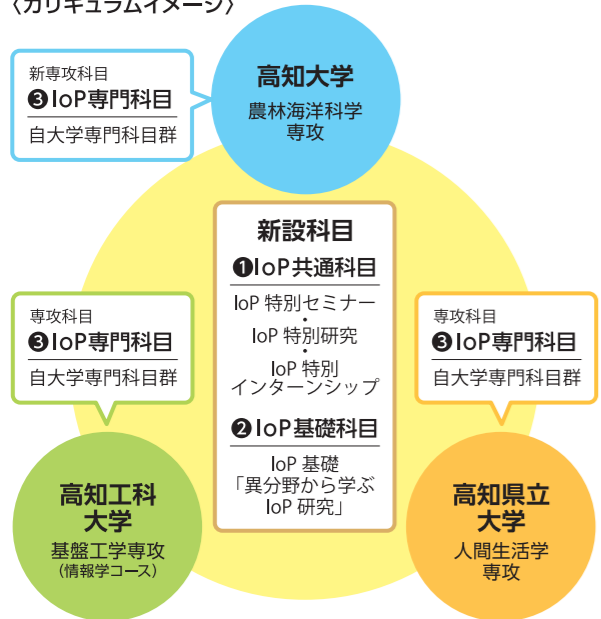 〈カリキュラムイメージ〉
新専攻科目
❸IoP専門科目
自大学専門科目群
高知大学
農林海洋科学
専攻
新設科目
❶IoP共通科目
IoP 特別セミナー
・
IoP 特別研究
・
IoP 特別
インターンシップ
❷IoP基礎科目
IoP 基礎
「異分野から学ぶ
IoP 研究」
専攻科目
❸IoP専門科目
自大学専門科目群
高知工科
大学
基盤工学専攻
（情報学コース）
専攻科目
❸IoP専門科目
自大学専門科目群
高知県立
大学
人間生活学
専攻